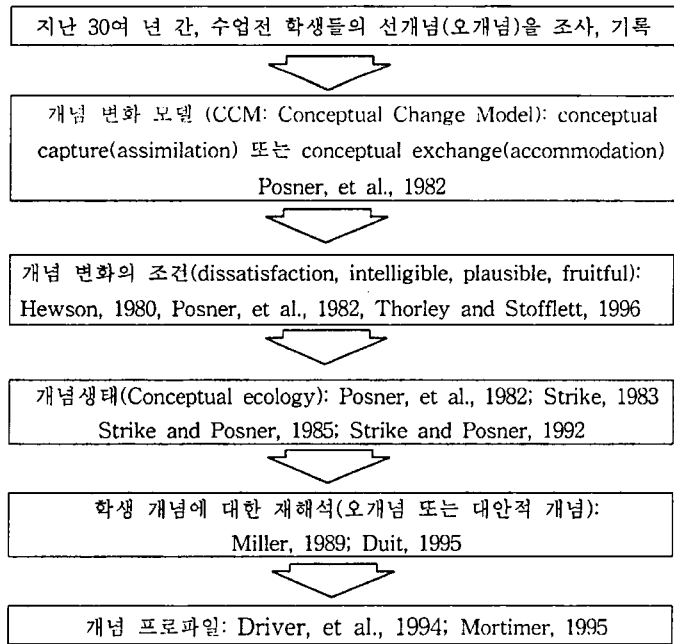 지난 30여 년 간, 수업전 학생들의 선개념(오개념)을 조사, 기록
개념 변화 모델 (CCM: Conceptual Change Model): conceptual
capture(assimilation) 또는 conceptual exchange(accommodation)
Posner, et al., 1982
개념 변화의 조건(dissatisfaction, intelligible, plausible, fruitful):
Hewson, 1980, Posner, et al., 1982, Thorley and Stofflett, 1996
개념생태(Conceptual ecology): Posner, et al., 1982; Strike, 1983
Strike and Posner, 1985; Strike and Posner, 1992
학생 개념에 대한 재해석(오개념 또는 대안적 개념):
Miller, 1989; Duit, 1995
개념 프로파일: Driver, et al., 1994; Mortimer, 1995